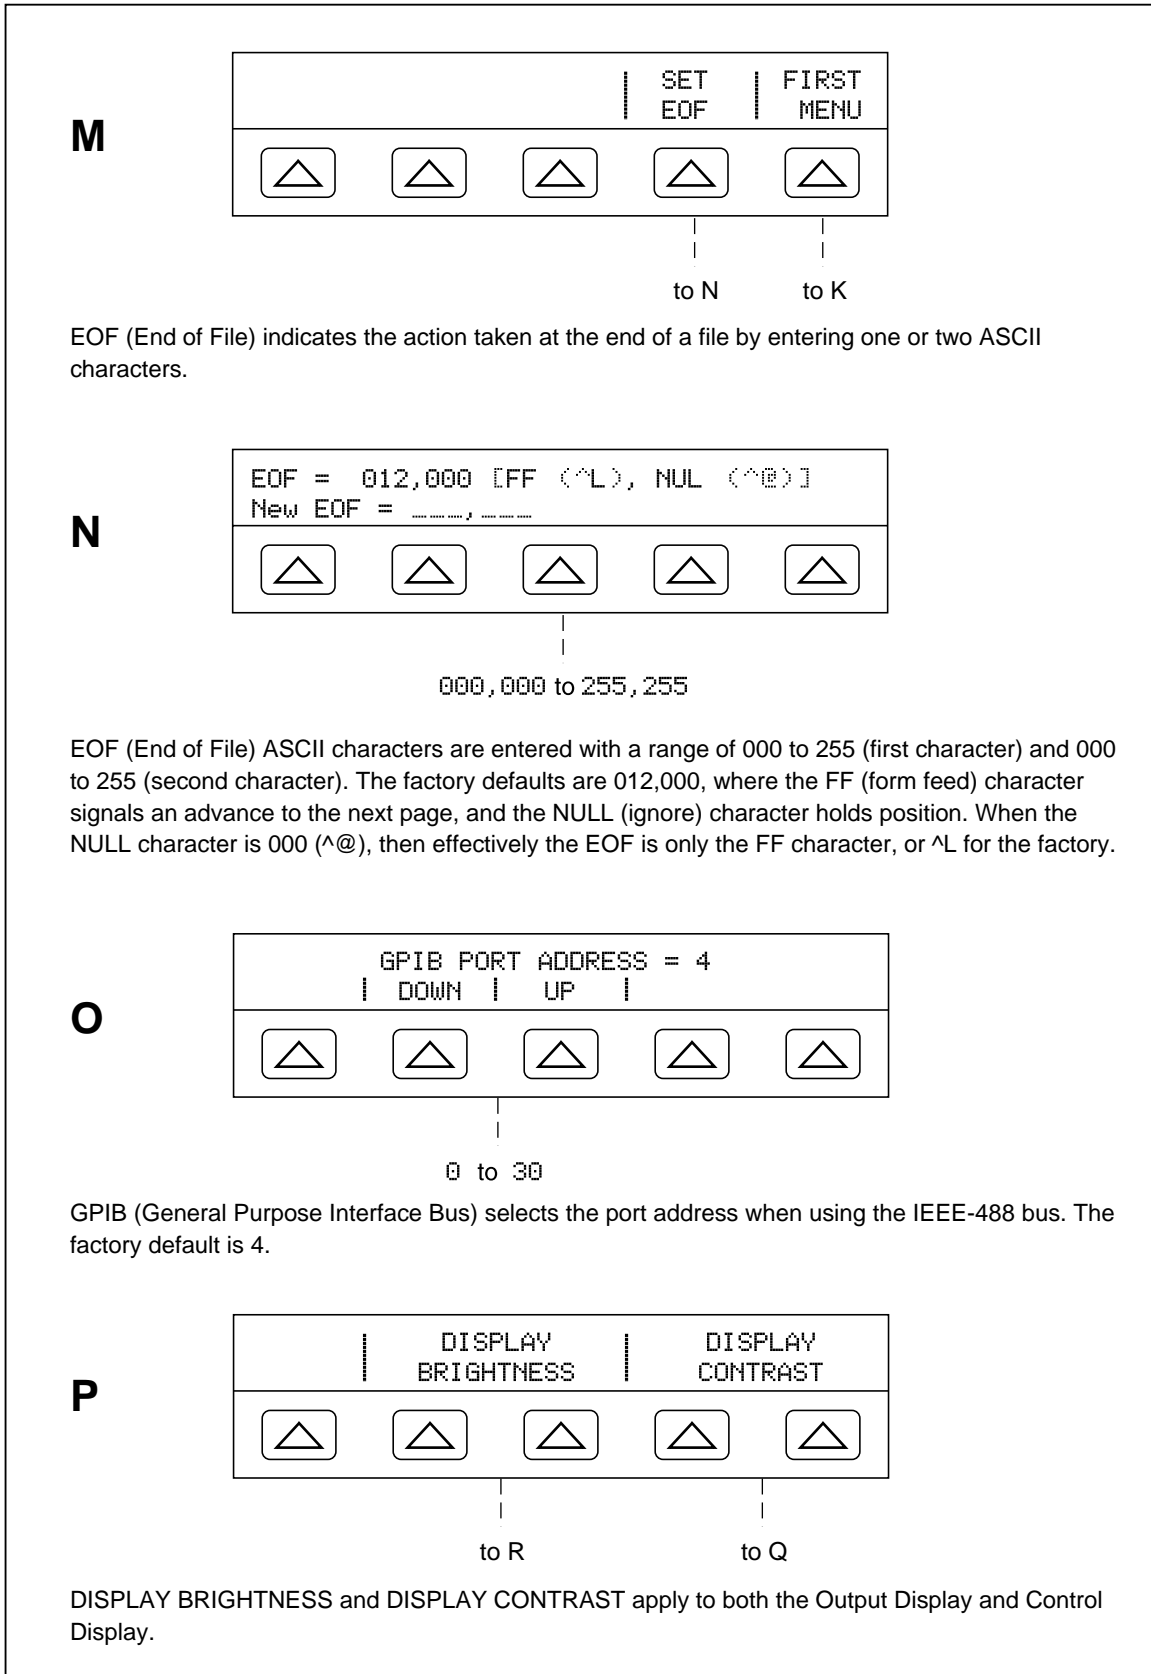 SET | FIRST
EOF | MENU
M
to N to K
EOF (End of File) indicates the action taken at the end of a file by entering one or two ASCII
characters.
EOF = 012,000 [FF (^L), NUL (^@)]
New EOF = ___,___
N
000,000 to 255,255
EOF (End of File) ASCII characters are entered with a range of 000 to 255 (first character) and 000
to 255 (second character). The factory defaults are 012,000, where the FF (form feed) character
signals an advance to the next page, and the NULL (ignore) character holds position. When the
NULL character is 000 (^@), then effectively the EOF is only the FF character, or ^L for the factory.
GPIB PORT ADDRESS = 4
| DOWN | UP |
O
0 to 30
GPIB (General Purpose Interface Bus) selects the port address when using the IEEE-488 bus. The
factory default is 4.
DISPLAY | DISPLAY
BRIGHTNESS | CONTRAST
P
to R to Q
DISPLAY BRIGHTNESS and DISPLAY CONTRAST apply to both the Output Display and Control
Display.